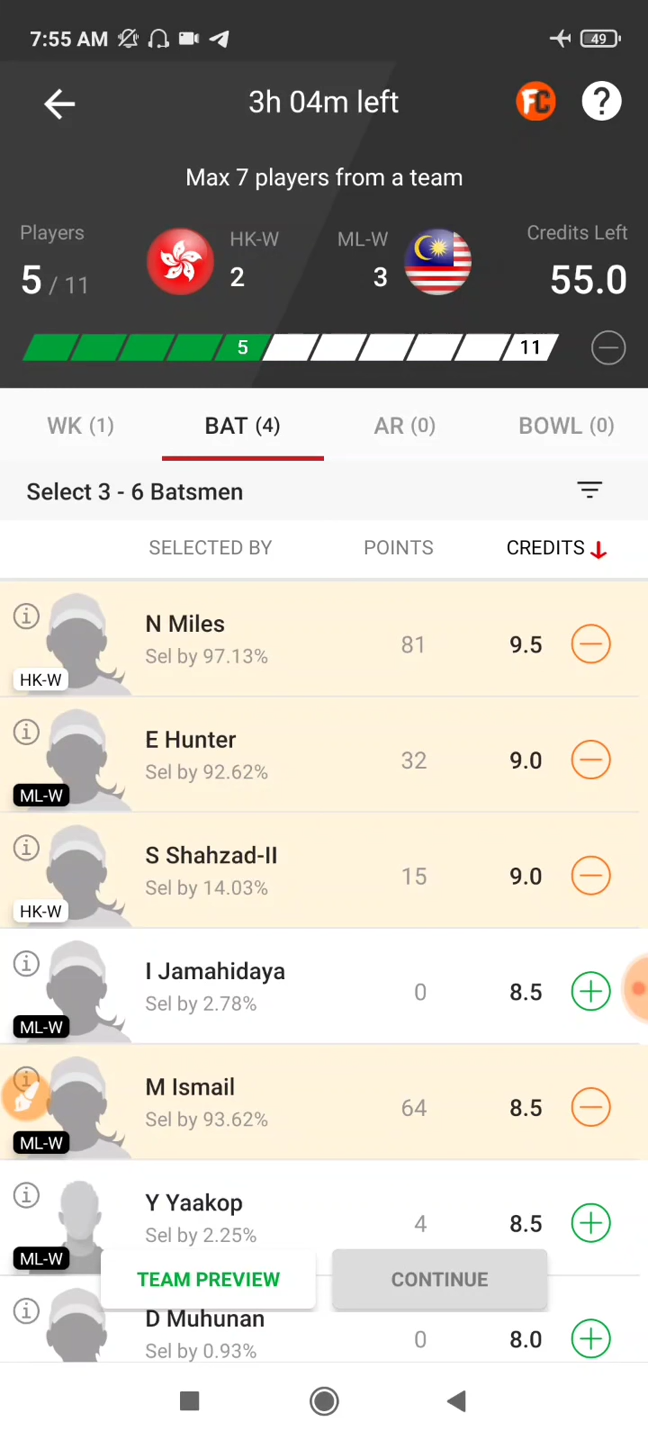 7:55 AM 49
3h 04m left FC ?
Max 7 players from a team
Players HK-W ML-W Credits Left
5 / 11 2 3 55.0
5 11
WK (1) BAT (4) AR (0) BOWL (0)
Select 3 - 6 Batsmen
SELECTED BY POINTS CREDITS
N Miles
Sel by 97.13% 81 9.5
HK-W
E Hunter
Sel by 92.62% 32 9.0
ML-W
S Shahzad-II
Sel by 14.03% 15 9.0
HK-W
I Jamahidaya
Sel by 2.78% 0 8.5
ML-W
M Ismail
Sel by 93.62% 64 8.5
ML-W
Y Yaakop
Sel by 2.25% 4 8.5
ML-W
TEAM PREVIEW CONTINUE
D Muhunan
Sel by 0.93% 0 8.0